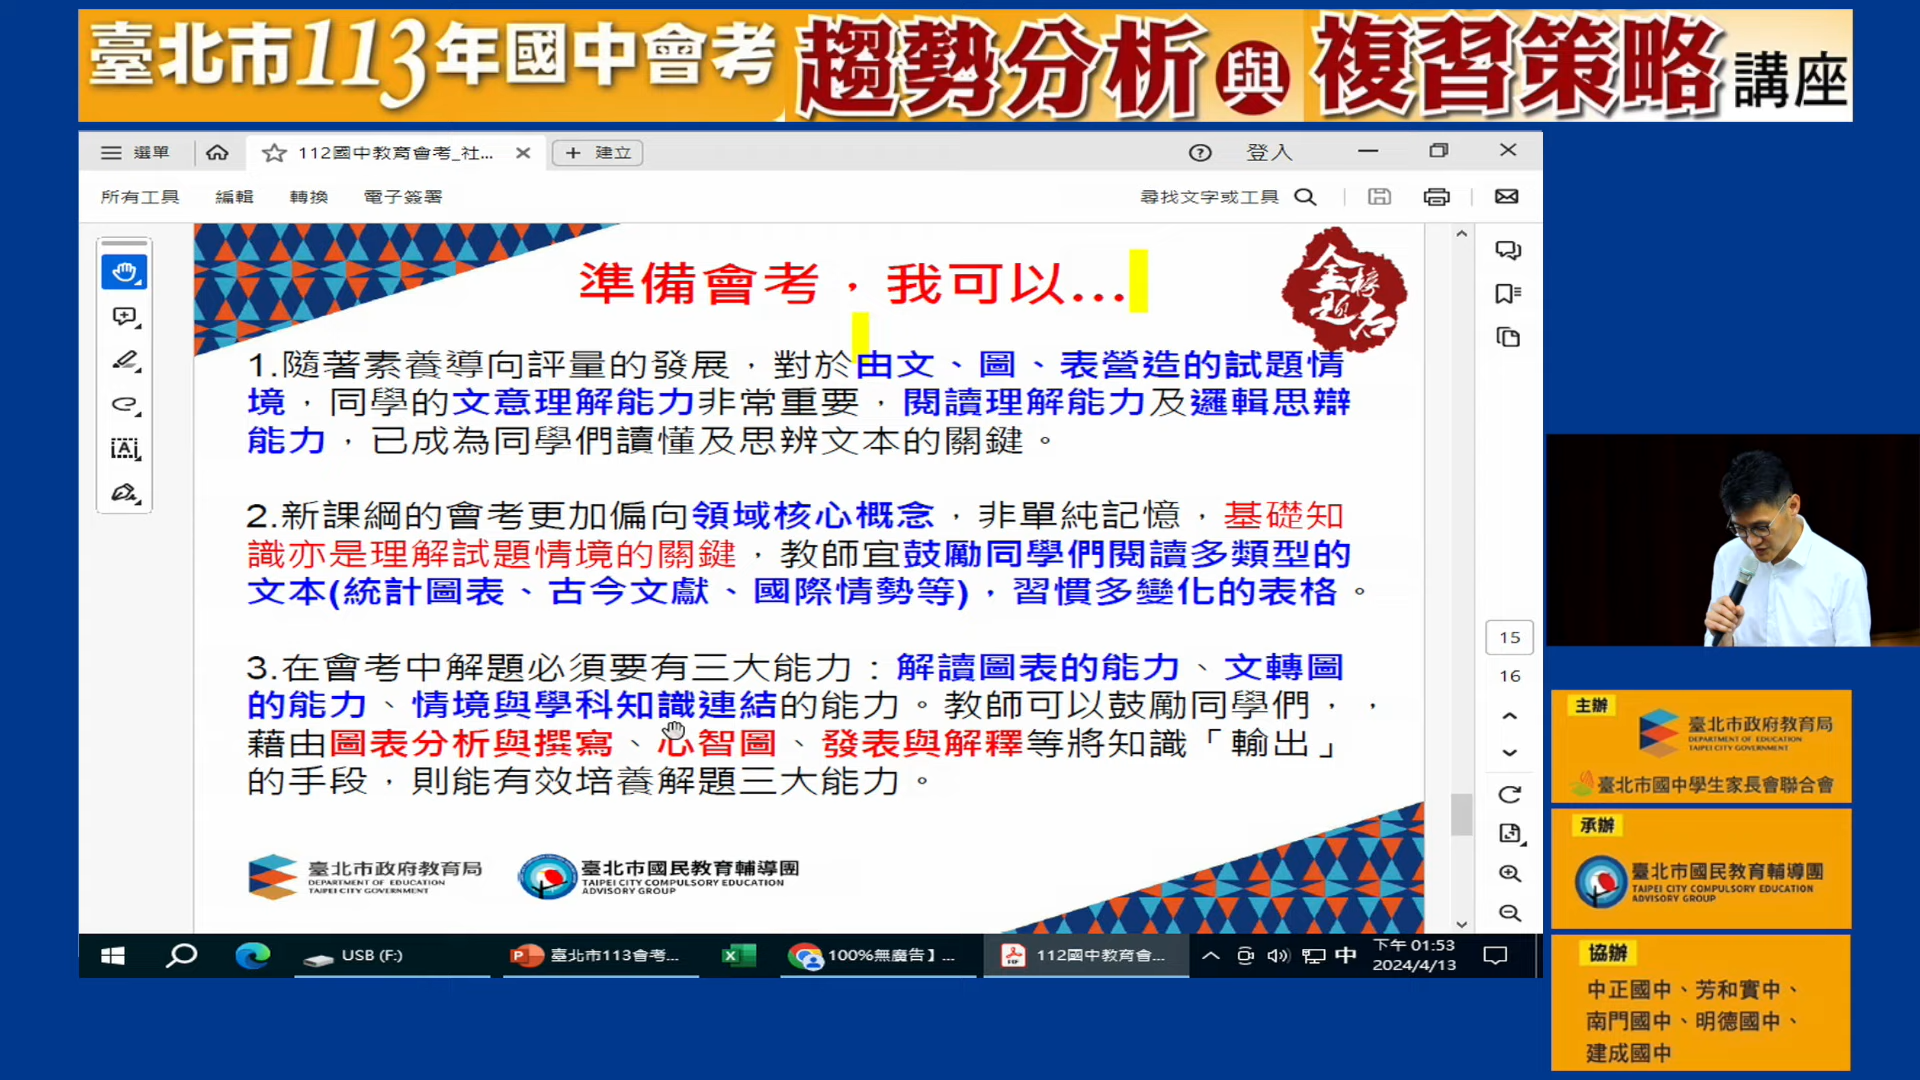 臺北市113年國中會考 趨勢分析與複習策略講座
選單
112國中教育會考_社...
建立
登入
所有工具 編輯 轉換 電子簽署
尋找文字或工具
準備會考，我可以...
金榜題名
1.隨著素養導向評量的發展，對於由文、圖、表營造的試題情
境，同學的文意理解能力非常重要，閱讀理解能力及邏輯思辯
能力，已成為同學們讀懂及思辨文本的關鍵。
2.新課綱的會考更加偏向領域核心概念，非單純記憶，基礎知
識亦是理解試題情境的關鍵，教師宜鼓勵同學們閱讀多類型的
文本(統計圖表、古今文獻、國際情勢等)，習慣多變化的表格。
3.在會考中解題必須要有三大能力：解讀圖表的能力、文轉圖
的能力、情境與學科知識連結的能力。教師可以鼓勵同學們，，
藉由圖表分析與撰寫、心智圖、發表與解釋等將知識「輸出」
的手段，則能有效培養解題三大能力。
臺北市政府教育局
DEPARTMENT OF EDUCATION
TAIPEI CITY GOVERNMENT
臺北市國民教育輔導團
TAIPEI CITY COMPULSORY EDUCATION
ADVISORY GROUP
15
16
USB (F:)
臺北市113會考...
100%無廣告】...
112國中教育會...
中
下午 01:53
2024/4/13
主辦
臺北市政府教育局
DEPARTMENT OF EDUCATION
TAIPEI CITY GOVERNMENT
臺北市國中學生家長會聯合會
承辦
臺北市國民教育輔導團
TAIPEI CITY COMPULSORY EDUCATION
ADVISORY GROUP
協辦
中正國中、芳和實中、
南門國中、明德國中、
建成國中